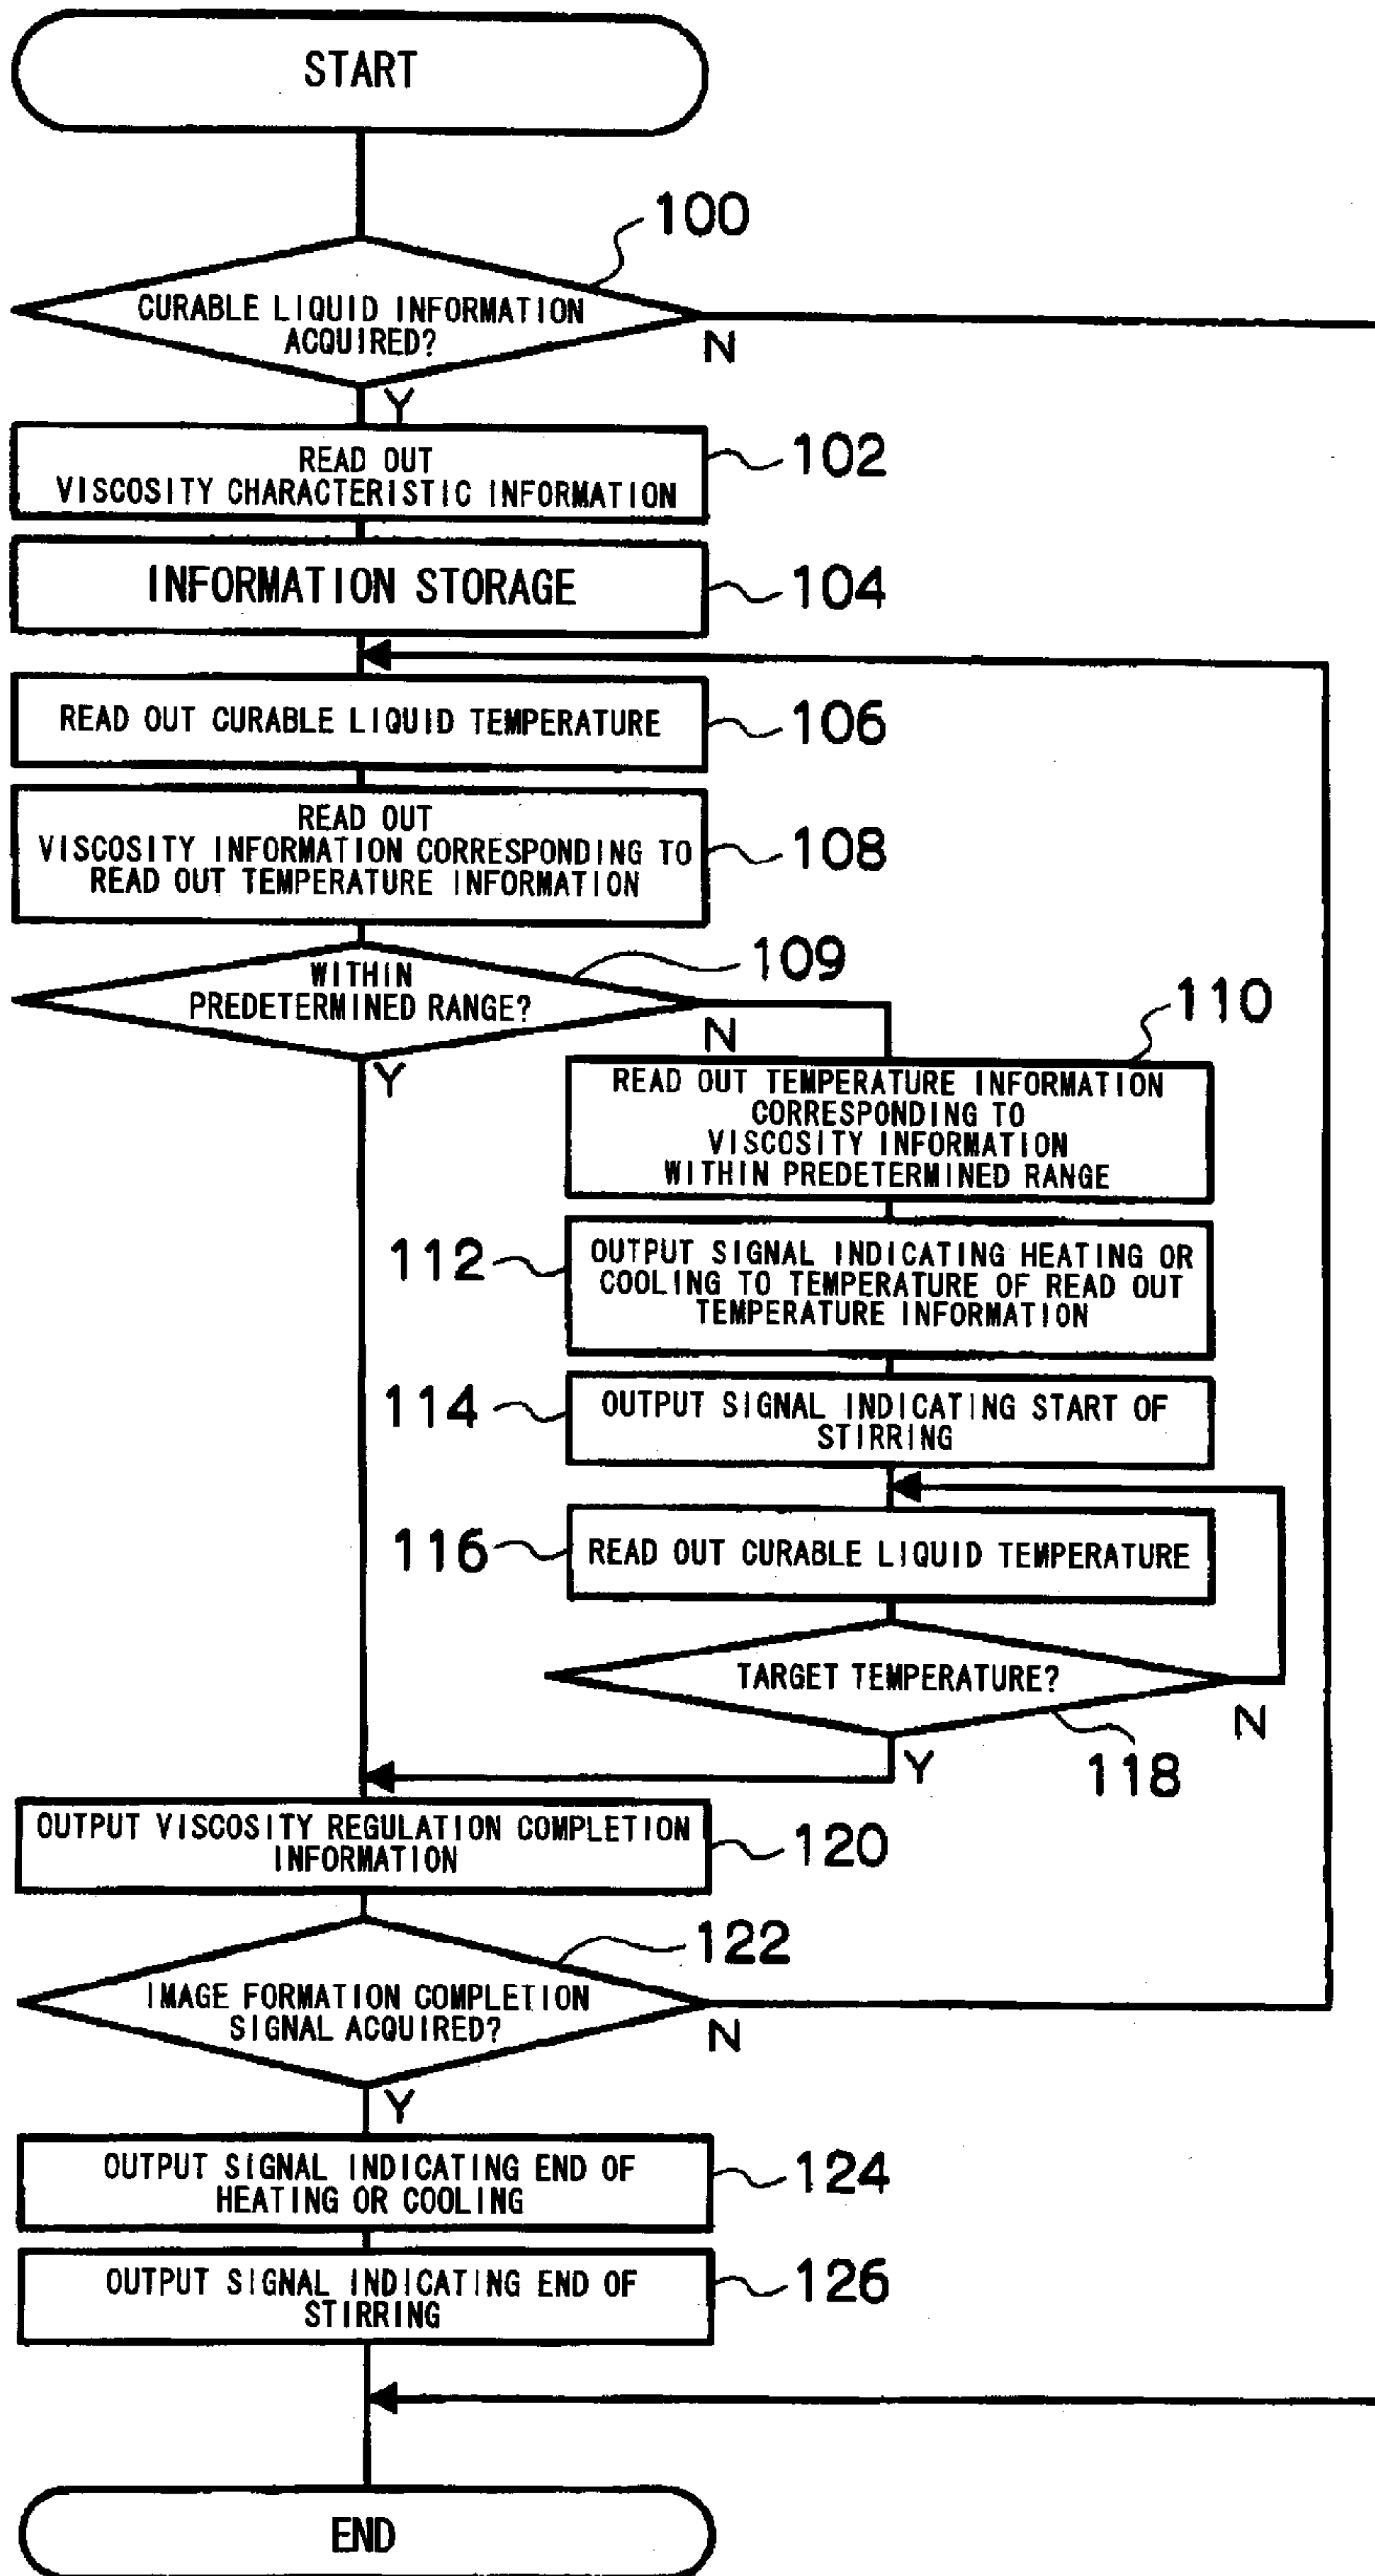 START
100
CURABLE LIQUID INFORMATION
ACQUIRED?
N
Y
READ OUT
VISCOSITY CHARACTERISTIC INFORMATION
102
INFORMATION STORAGE
104
READ OUT CURABLE LIQUID TEMPERATURE
106
READ OUT
VISCOSITY INFORMATION CORRESPONDING TO
READ OUT TEMPERATURE INFORMATION
108
WITHIN
PREDETERMINED RANGE?
109
N
Y
110
READ OUT TEMPERATURE INFORMATION
CORRESPONDING TO
VISCOSITY INFORMATION
WITHIN PREDETERMINED RANGE
112
OUTPUT SIGNAL INDICATING HEATING OR
COOLING TO TEMPERATURE OF READ OUT
TEMPERATURE INFORMATION
114
OUTPUT SIGNAL INDICATING START OF
STIRRING
116
READ OUT CURABLE LIQUID TEMPERATURE
TARGET TEMPERATURE?
N
Y
118
OUTPUT VISCOSITY REGULATION COMPLETION
INFORMATION
120
122
IMAGE FORMATION COMPLETION
SIGNAL ACQUIRED?
N
Y
OUTPUT SIGNAL INDICATING END OF
HEATING OR COOLING
124
OUTPUT SIGNAL INDICATING END OF
STIRRING
126
END